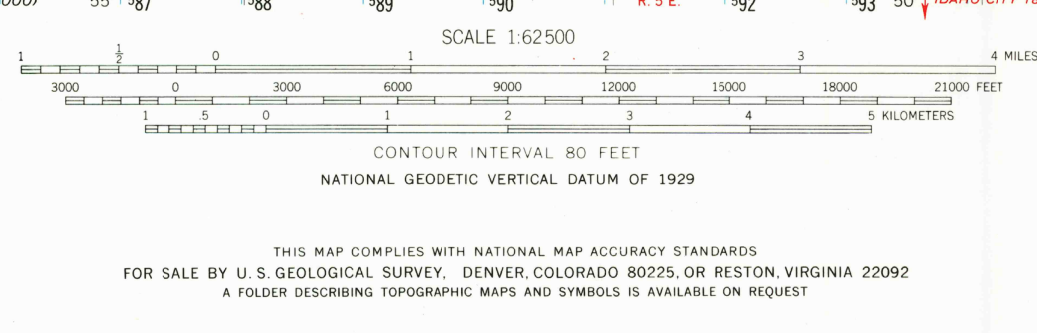 55 ⁵87 ⁵88 ⁵89 ⁵90 R. 5 E. ⁵92 ⁵93 50'
SCALE 1:62500
1 ½ 0 1 2 3 4 MILES
3000 0 3000 6000 9000 12000 15000 18000 21000 FEET
1 .5 0 1 2 3 4 5 KILOMETERS
CONTOUR INTERVAL 80 FEET
NATIONAL GEODETIC VERTICAL DATUM OF 1929
THIS MAP COMPLIES WITH NATIONAL MAP ACCURACY STANDARDS
FOR SALE BY U. S. GEOLOGICAL SURVEY, DENVER, COLORADO 80225, OR RESTON, VIRGINIA 22092
A FOLDER DESCRIBING TOPOGRAPHIC MAPS AND SYMBOLS IS AVAILABLE ON REQUEST